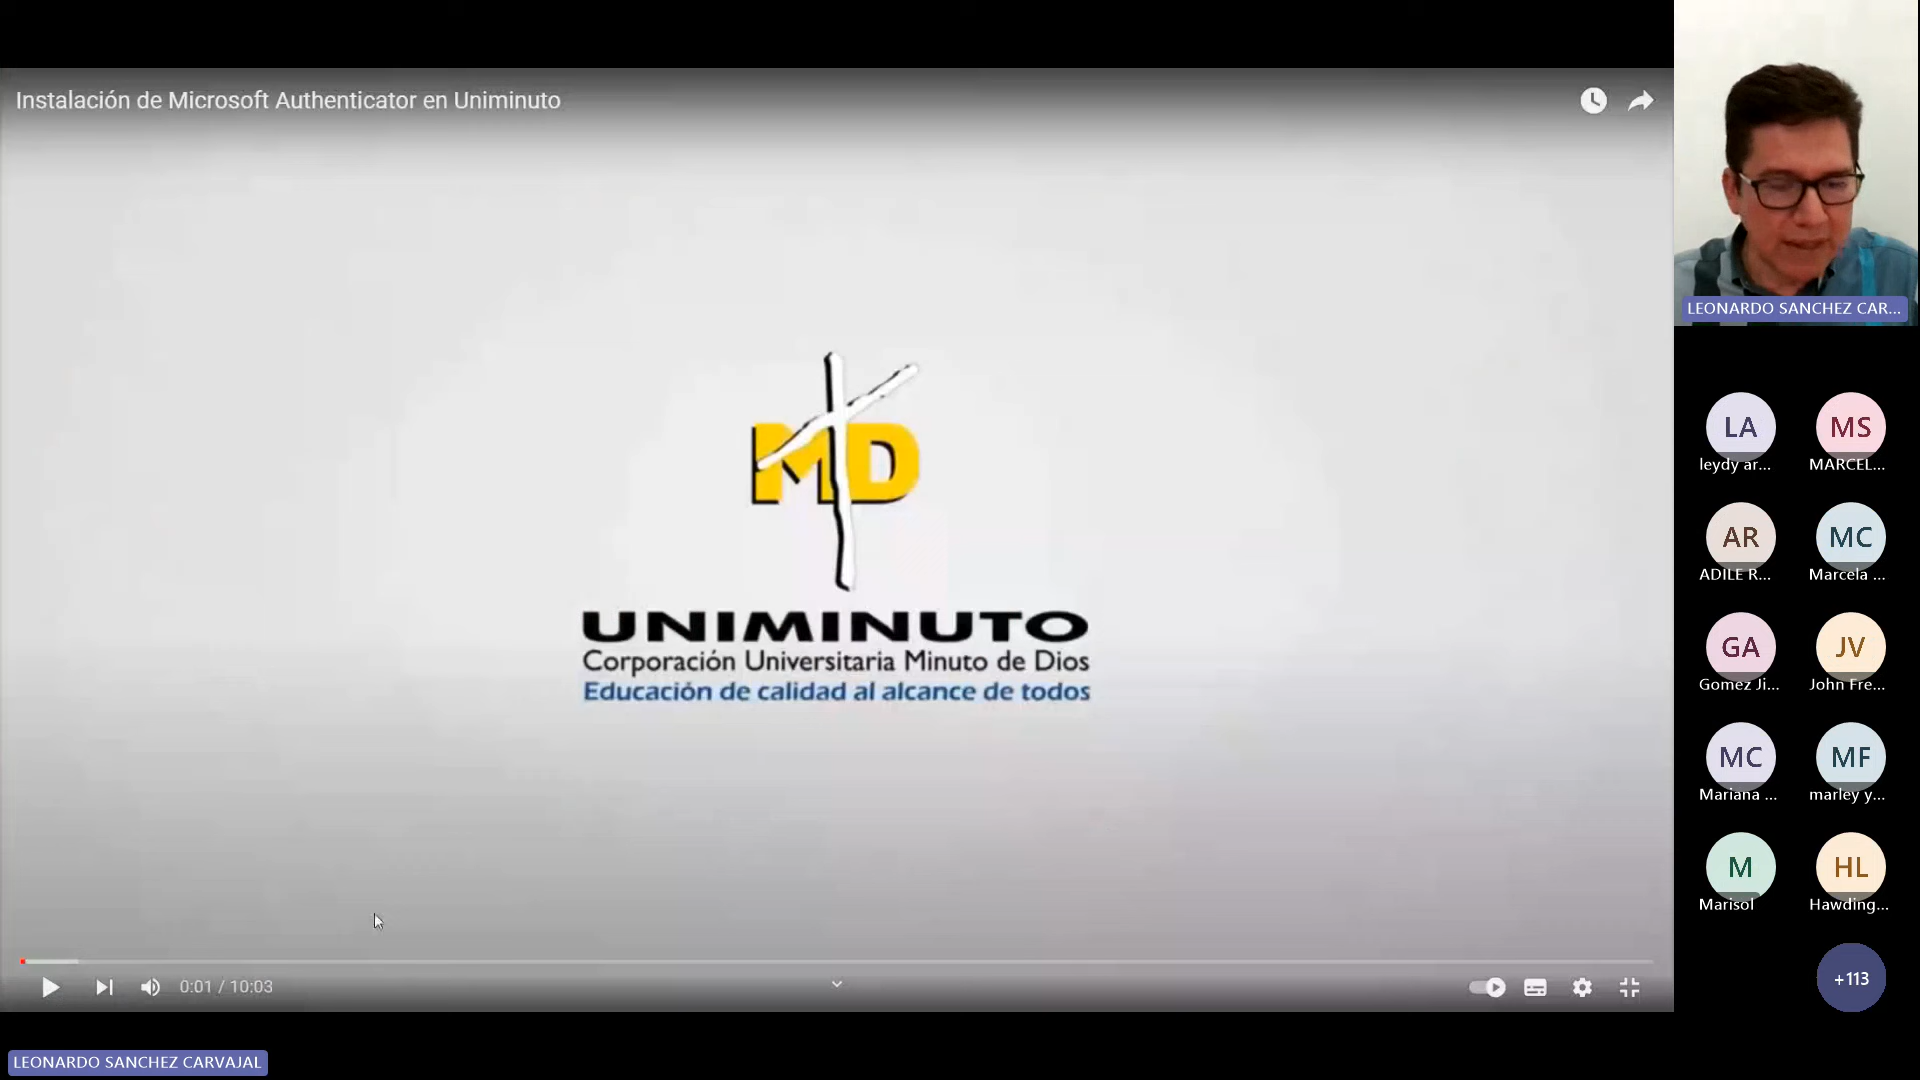 Instalación de Microsoft Authenticator en Uniminuto
MD
UNIMINUTO
Corporación Universitaria Minuto de Dios
Educación de calidad al alcance de todos
0:01 / 10:03
LEONARDO SANCHEZ CARVAJAL
LEONARDO SANCHEZ CAR...
LA
MS
leydy ar...
MARCEL...
AR
MC
ADILE R...
Marcela ...
GA
JV
Gomez Ji...
John Fre...
MC
MF
Mariana ...
marley y...
M
HL
Marisol
Hawding...
+113